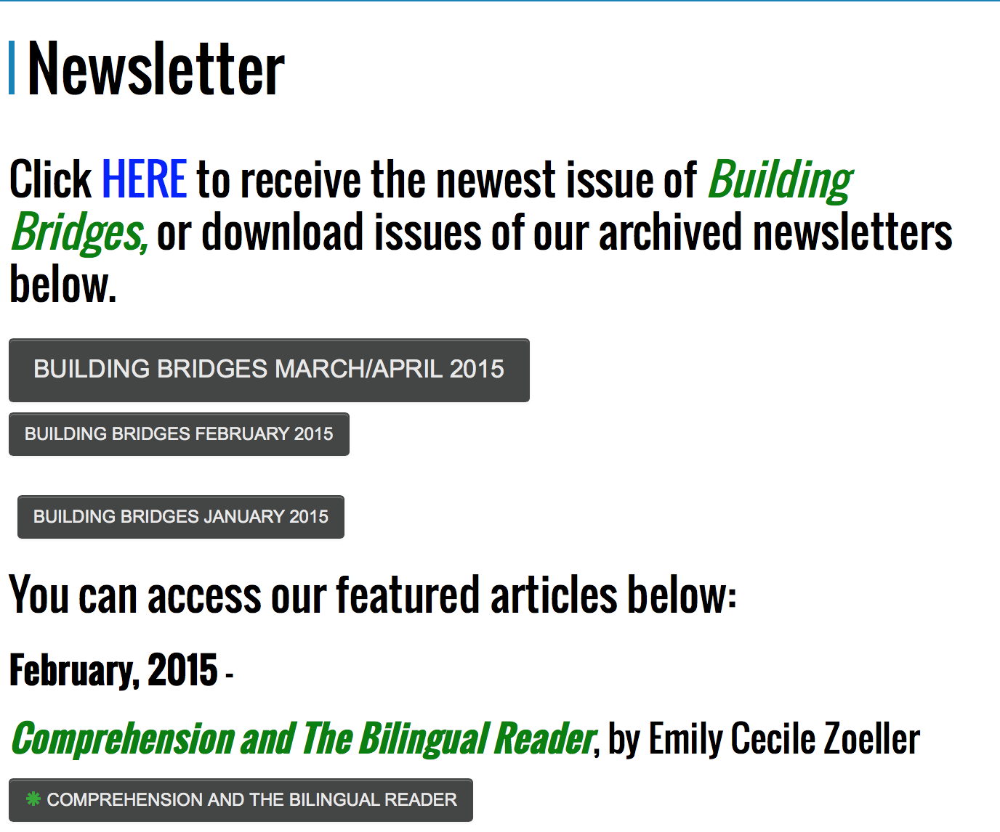 Newsletter
Click HERE to receive the newest issue of Building
Bridges, or download issues of our archived newsletters
below.
BUILDING BRIDGES MARCH/APRIL 2015
BUILDING BRIDGES FEBRUARY 2015
BUILDING BRIDGES JANUARY 2015
You can access our featured articles below:
February, 2015 -
Comprehension and The Bilingual Reader, by Emily Cecile Zoeller
COMPREHENSION AND THE BILINGUAL READER